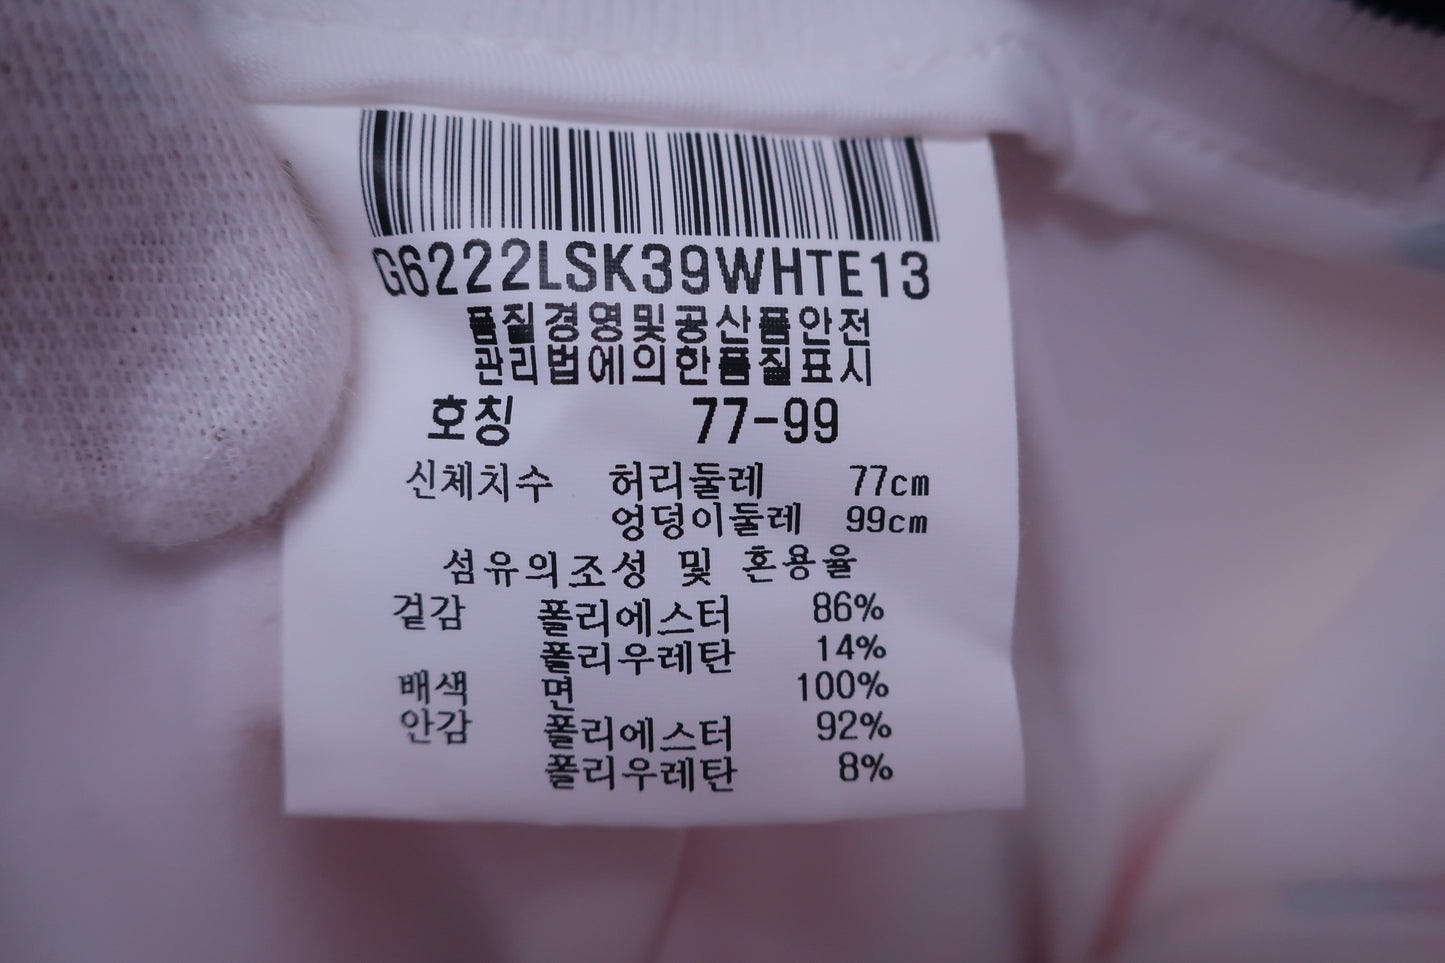 G6222LSK39WHTE13
품질경영및공산품안전
관리법에의한품질표시
호칭 77-99
신체치수 허리둘레 77cm
엉덩이둘레 99cm
섬유의조성 및 혼용율
겉감 폴리에스터 86%
폴리우레탄 14%
배색 면 100%
안감 폴리에스터 92%
폴리우레탄 8%